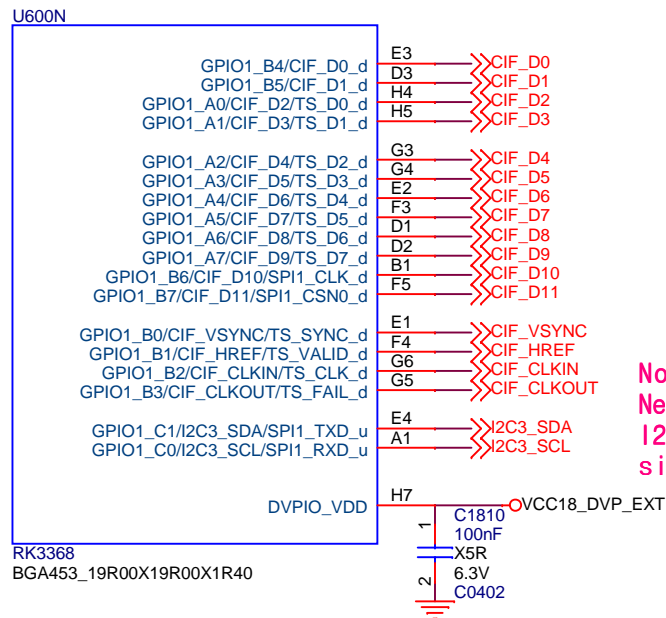 U600N
GPIO1_B4/CIF_D0_d E3 CIF_D0
GPIO1_B5/CIF_D1_d D3 CIF_D1
GPIO1_A0/CIF_D2/TS_D0_d H4 CIF_D2
GPIO1_A1/CIF_D3/TS_D1_d H5 CIF_D3
GPIO1_A2/CIF_D4/TS_D2_d G3 CIF_D4
GPIO1_A3/CIF_D5/TS_D3_d G4 CIF_D5
GPIO1_A4/CIF_D6/TS_D4_d E2 CIF_D6
GPIO1_A5/CIF_D7/TS_D5_d F3 CIF_D7
GPIO1_A6/CIF_D8/TS_D6_d D1 CIF_D8
GPIO1_A7/CIF_D9/TS_D7_d D2 CIF_D9
GPIO1_B6/CIF_D10/SPI1_CLK_d B1 CIF_D10
GPIO1_B7/CIF_D11/SPI1_CSN0_d F5 CIF_D11
GPIO1_B0/CIF_VSYNC/TS_SYNC_d E1 CIF_VSYNC
GPIO1_B1/CIF_HREF/TS_VALID_d F4 CIF_HREF
GPIO1_B2/CIF_CLKIN/TS_CLK_d G6 CIF_CLKIN
GPIO1_B3/CIF_CLKOUT/TS_FAIL_d G5 CIF_CLKOUT
No
Ne
I2
si
GPIO1_C1/I2C3_SDA/SPI1_TXD_u E4 I2C3_SDA
GPIO1_C0/I2C3_SCL/SPI1_RXD_u A1 I2C3_SCL
DVPIO_VDD H7 VCC18_DVP_EXT
1 C1810
100nF
X5R
2 6.3V
C0402
RK3368
BGA453_19R00X19R00X1R40